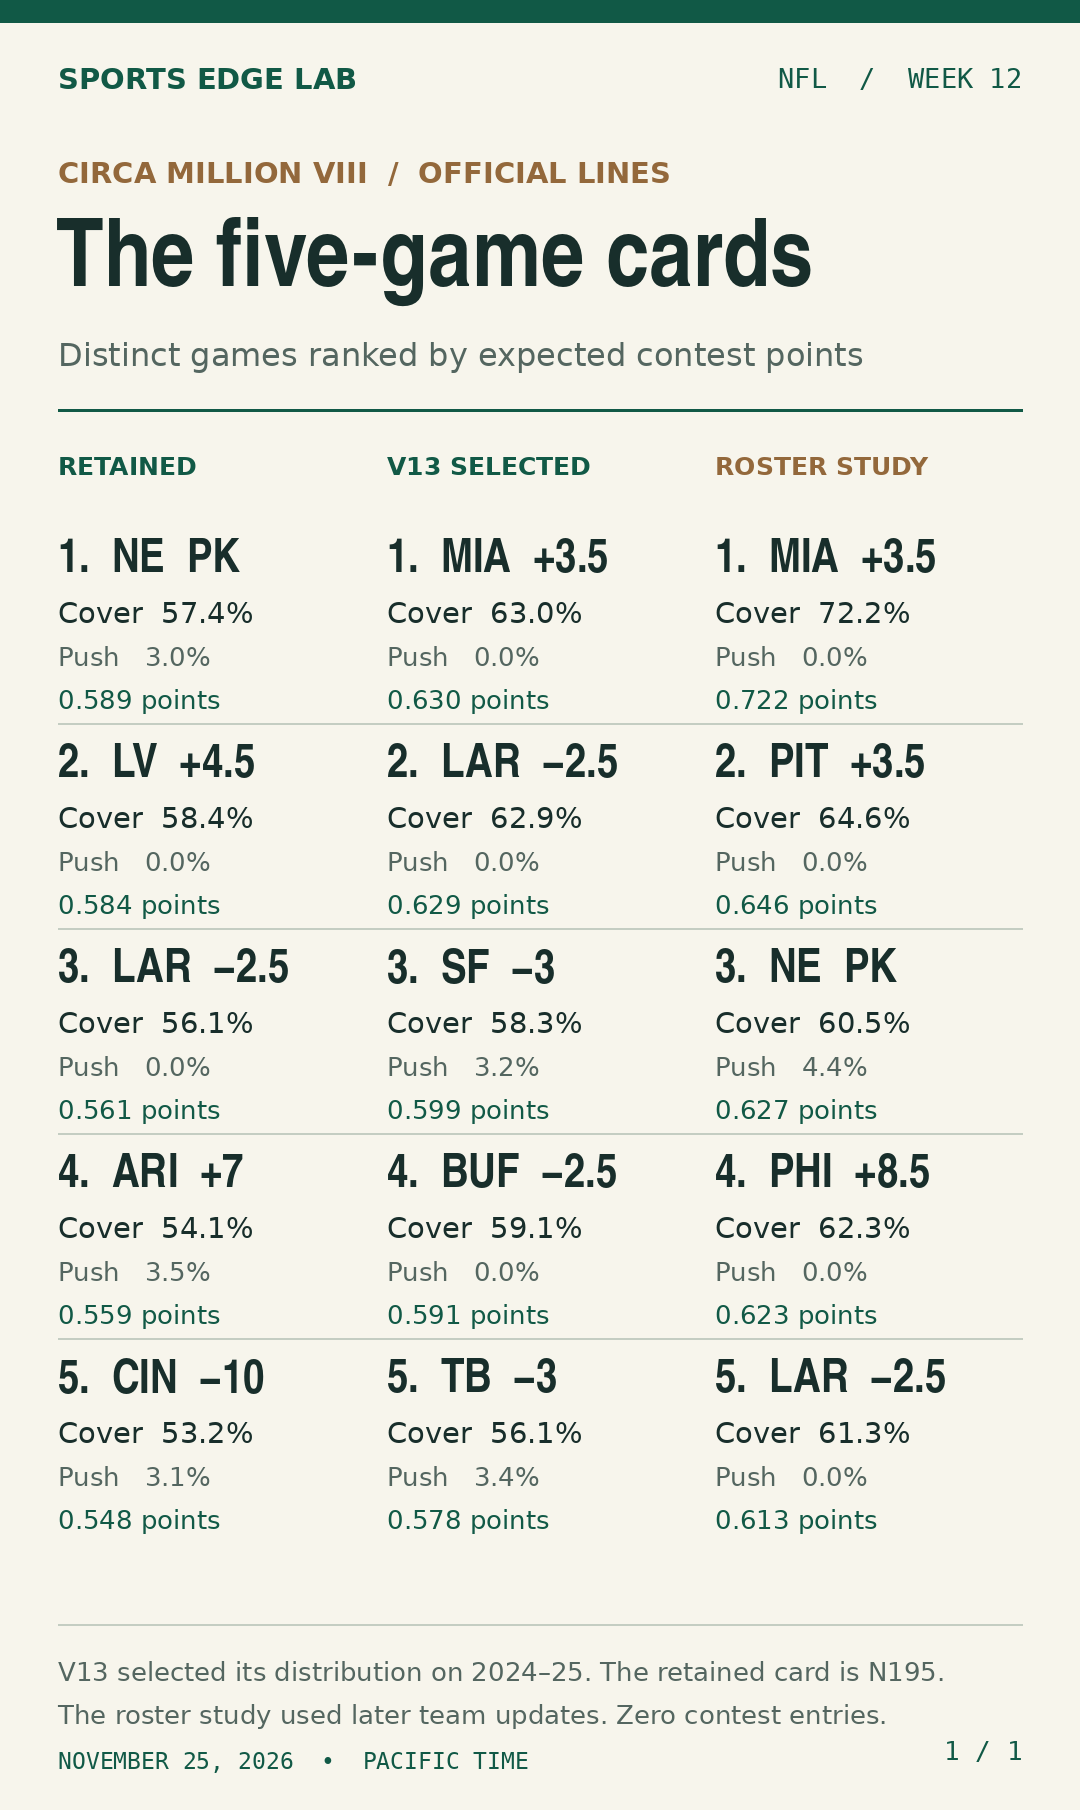 SPORTS EDGE LAB
NFL / WEEK 12
CIRCA MILLION VIII / OFFICIAL LINES
The five-game cards
Distinct games ranked by expected contest points
RETAINED V13 SELECTED ROSTER STUDY
1. NE PK 1. MIA +3.5 1. MIA +3.5
Cover 57.4% Cover 63.0% Cover 72.2%
Push 3.0% Push 0.0% Push 0.0%
0.589 points 0.630 points 0.722 points
2. LV +4.5 2. LAR −2.5 2. PIT +3.5
Cover 58.4% Cover 62.9% Cover 64.6%
Push 0.0% Push 0.0% Push 0.0%
0.584 points 0.629 points 0.646 points
3. LAR −2.5 3. SF −3 3. NE PK
Cover 56.1% Cover 58.3% Cover 60.5%
Push 0.0% Push 3.2% Push 4.4%
0.561 points 0.599 points 0.627 points
4. ARI +7 4. BUF −2.5 4. PHI +8.5
Cover 54.1% Cover 59.1% Cover 62.3%
Push 3.5% Push 0.0% Push 0.0%
0.559 points 0.591 points 0.623 points
5. CIN −10 5. TB −3 5. LAR −2.5
Cover 53.2% Cover 56.1% Cover 61.3%
Push 3.1% Push 3.4% Push 0.0%
0.548 points 0.578 points 0.613 points
V13 selected its distribution on 2024–25. The retained card is N195.
The roster study used later team updates. Zero contest entries.
NOVEMBER 25, 2026 • PACIFIC TIME
1 / 1